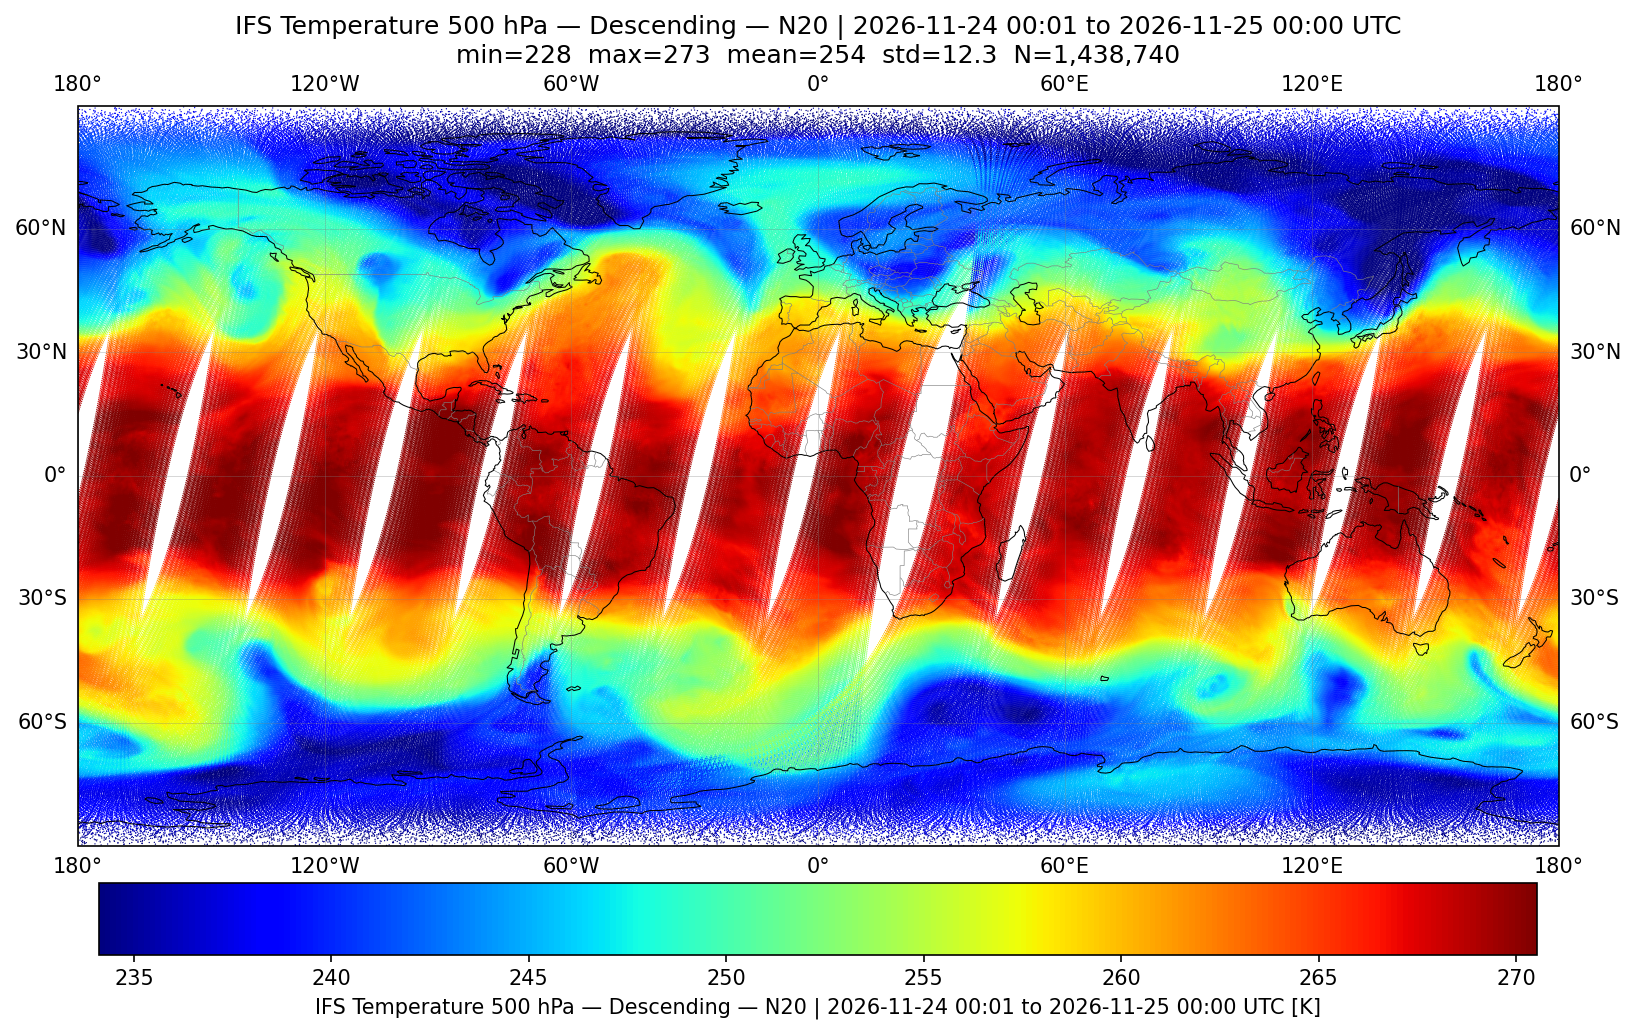 IFS Temperature 500 hPa — Descending — N20 | 2026-11-24 00:01 to 2026-11-25 00:00 UTC
min=228 max=273 mean=254 std=12.3 N=1,438,740
180° 120°W 60°W 0° 60°E 120°E 180°
60°N 60°N
30°N 30°N
0° 0°
30°S 30°S
60°S 60°S
180° 120°W 60°W 0° 60°E 120°E 180°
235 240 245 250 255 260 265 270
IFS Temperature 500 hPa — Descending — N20 | 2026-11-24 00:01 to 2026-11-25 00:00 UTC [K]